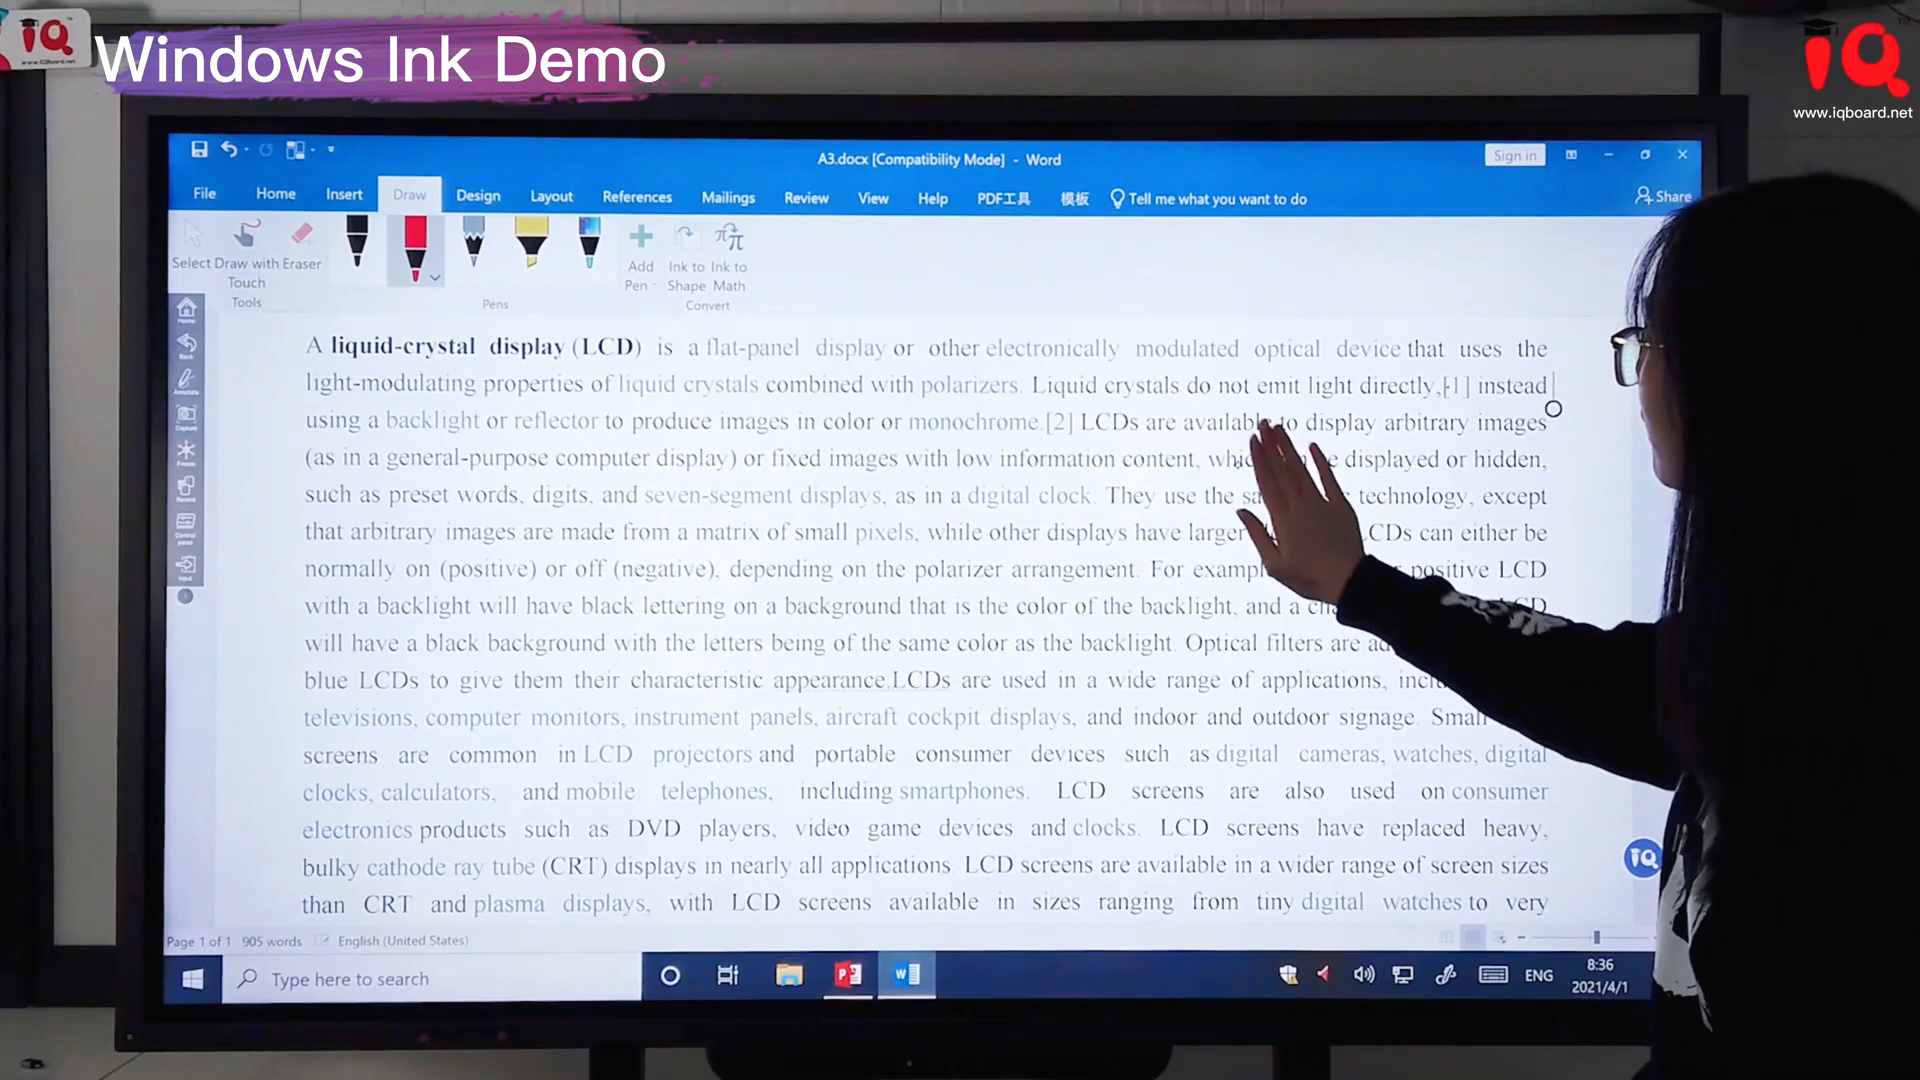 iQ
www.IQBoard.net
Windows Ink Demo
iQ
www.iqboard.net
A3.docx [Compatibility Mode] - Word
Sign in
File Home Insert Draw Design Layout References Mailings Review View Help PDF工具 模板 Tell me what you want to do Share
Select Draw with Touch Eraser Add Pen Ink to Shape Ink to Math
Tools Pens Convert
Home
Back
Annotate
Capture
Freeze
Record
Control panel
Input
A liquid-crystal display (LCD) is a flat-panel display or other electronically modulated optical device that uses the
light-modulating properties of liquid crystals combined with polarizers. Liquid crystals do not emit light directly,[1] instead
using a backlight or reflector to produce images in color or monochrome.[2] LCDs are available to display arbitrary images
(as in a general-purpose computer display) or fixed images with low information content, displayed or hidden,
such as preset words, digits, and seven-segment displays, as in a digital clock. They use the technology, except
that arbitrary images are made from a matrix of small pixels, while other displays have larger LCDs can either be
normally on (positive) or off (negative), depending on the polarizer arrangement. For example positive LCD
with a backlight will have black lettering on a background that is the color of the backlight, and a LCD
will have a black background with the letters being of the same color as the backlight. Optical filters are
blue LCDs to give them their characteristic appearance.LCDs are used in a wide range of applications,
televisions, computer monitors, instrument panels, aircraft cockpit displays, and indoor and outdoor signage. Small
screens are common in LCD projectors and portable consumer devices such as digital cameras, watches, digital
clocks, calculators, and mobile telephones, including smartphones. LCD screens are also used on consumer
electronics products such as DVD players, video game devices and clocks. LCD screens have replaced heavy,
bulky cathode ray tube (CRT) displays in nearly all applications. LCD screens are available in a wider range of screen sizes
than CRT and plasma displays, with LCD screens available in sizes ranging from tiny digital watches to very
iQ
Page 1 of 1 905 words English (United States)
Type here to search
ENG
8:36
2021/4/1